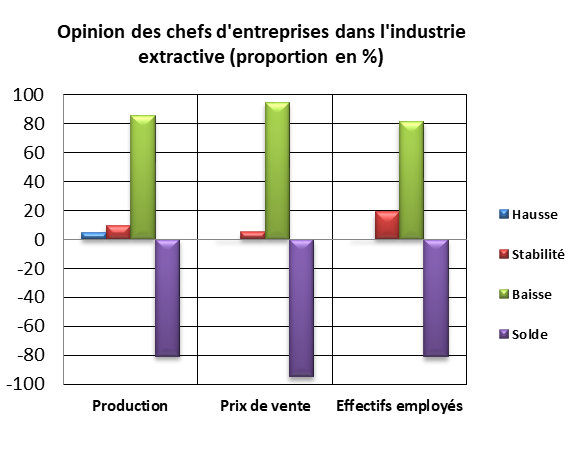 Opinion des chefs d'entreprises dans l'industrie
extractive (proportion en %)
100
80
60
40
20
0
-20
-40
-60
-80
-100
Hausse
Stabilité
Baisse
Solde
Production
Prix de vente
Effectifs employés